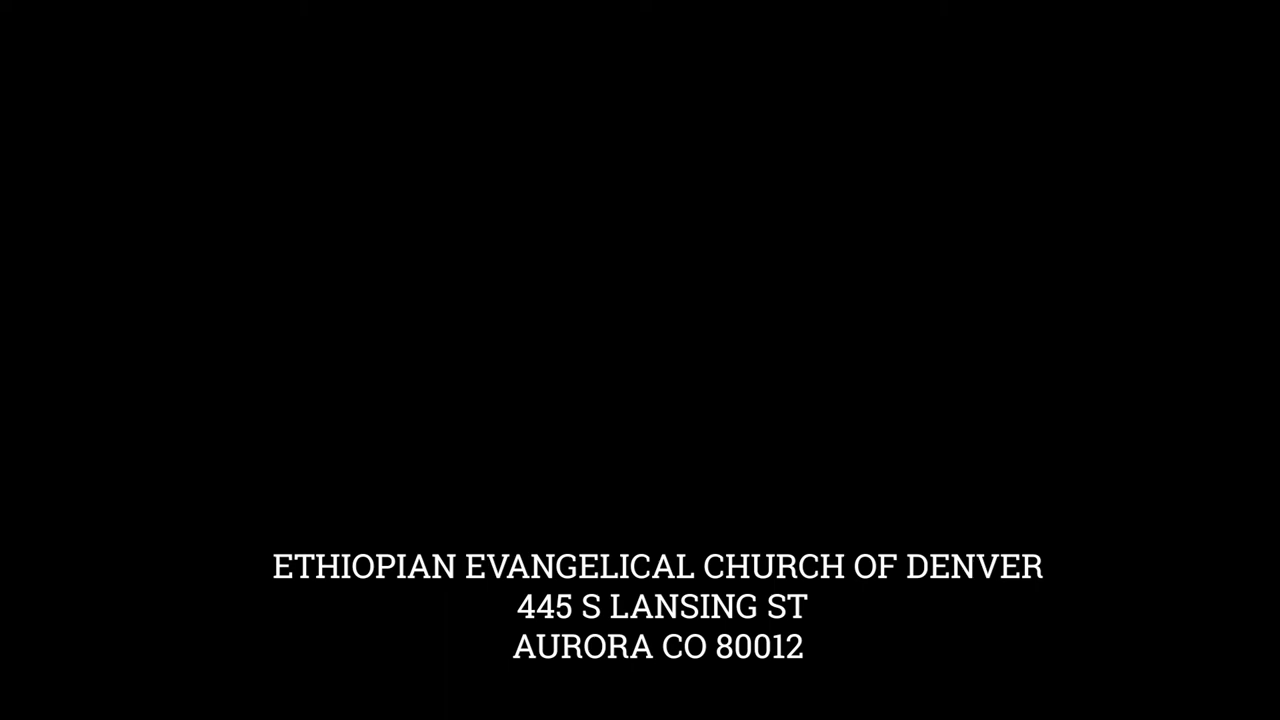 ETHIOPIAN EVANGELICAL CHURCH OF DENVER
445 S LANSING ST
AURORA CO 80012